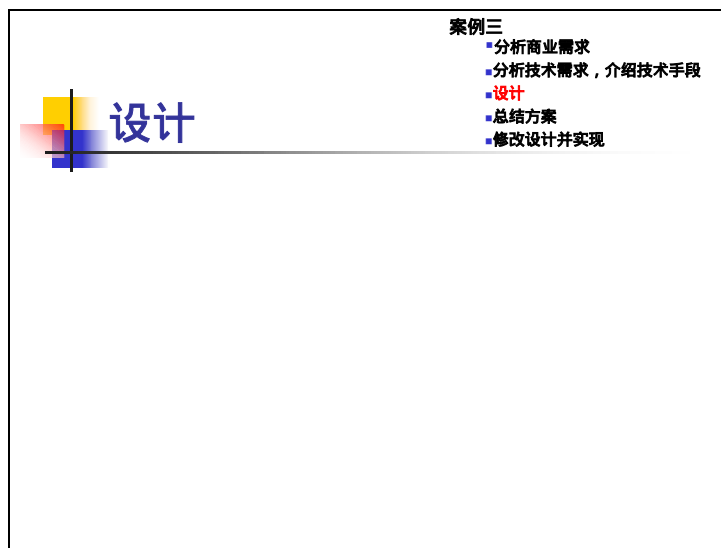 案例三
分析商业需求
分析技术需求，介绍技术手段
设计
总结方案
修改设计并实现
设计